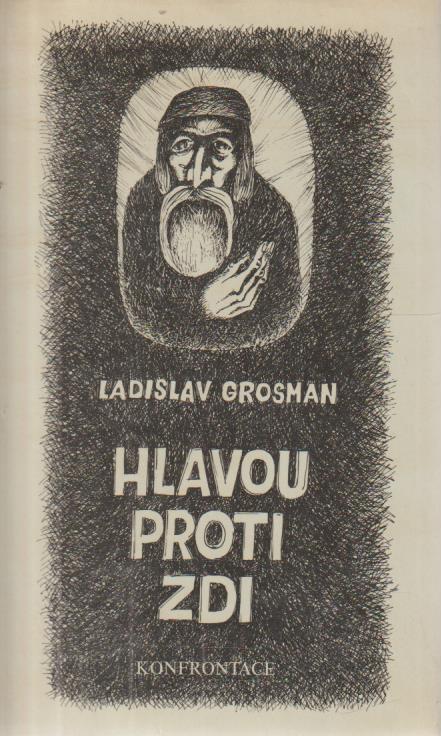 LADISLAV GROSMAN
HLAVOU
PROTI
ZDI
KONFRONTACE